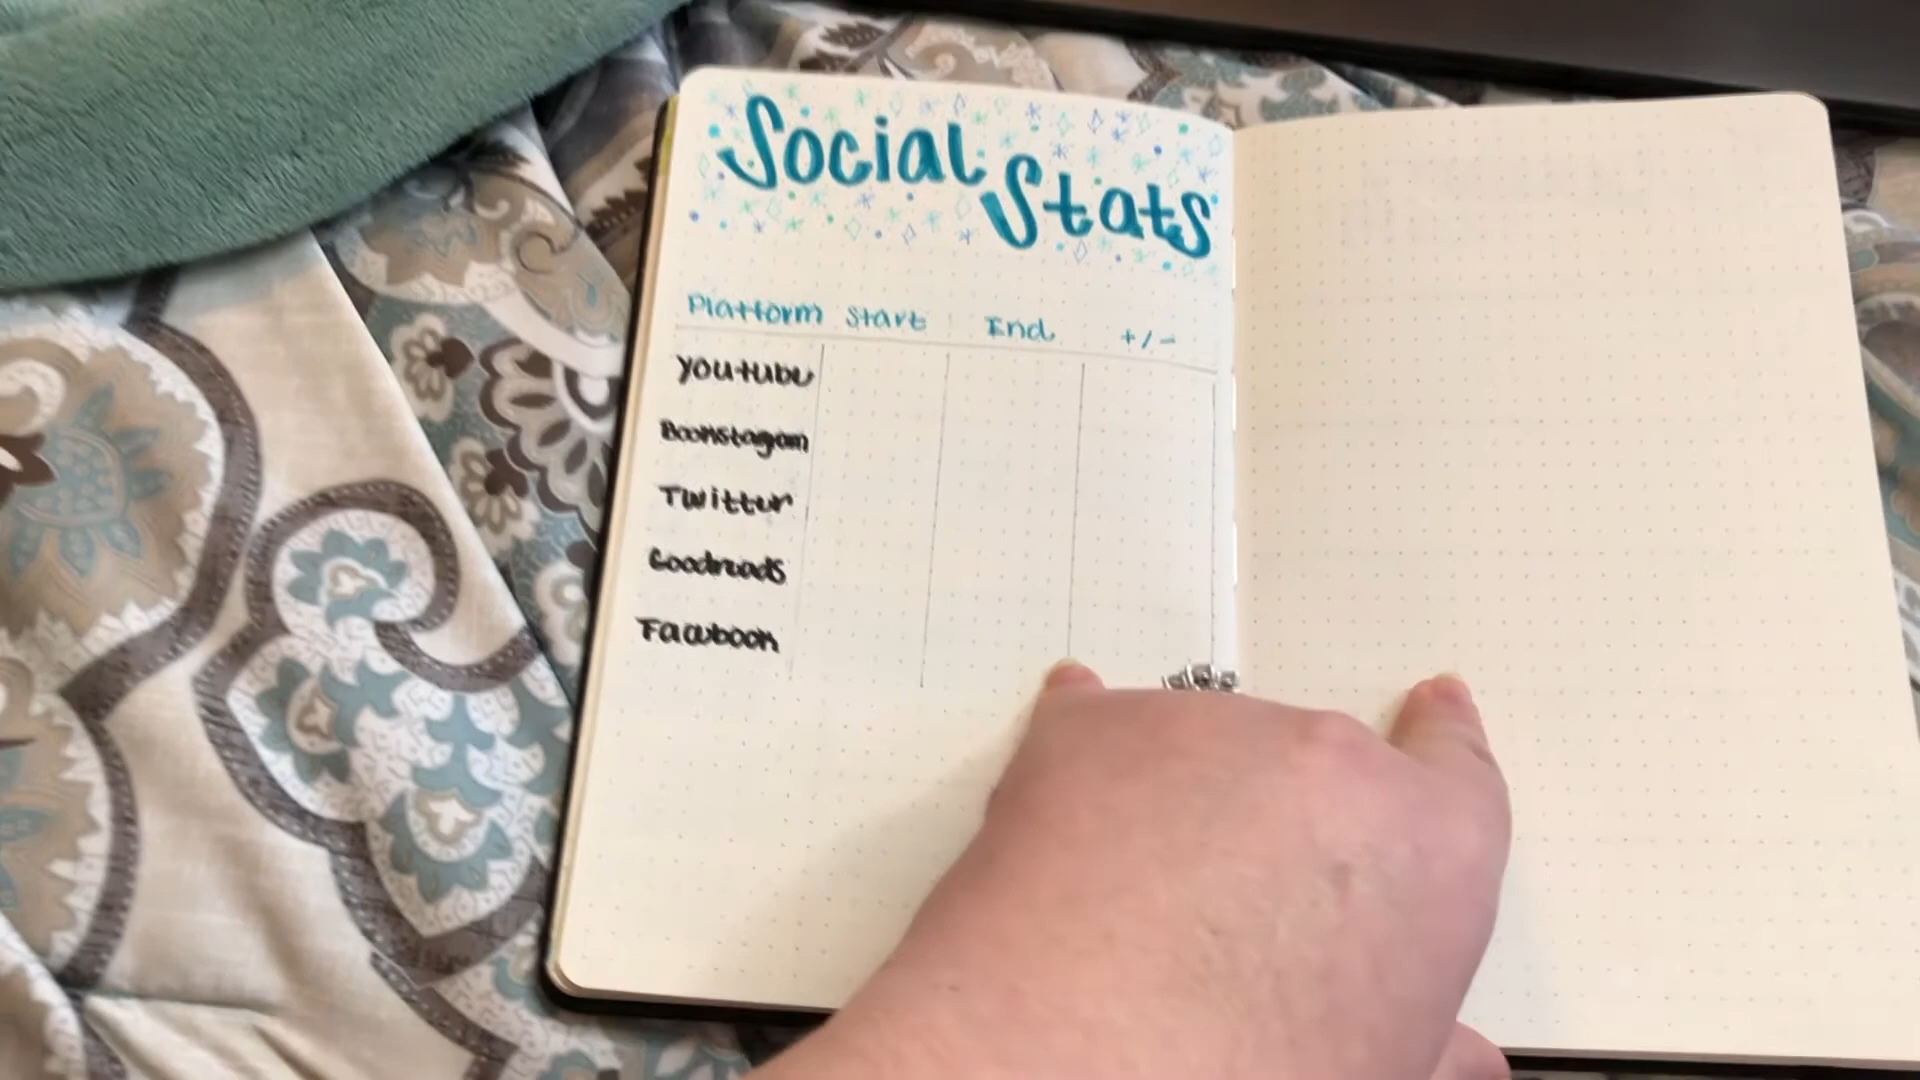 Social
Stats
Platform Start End +/-
Youtube
Bookstagram
Twitter
Goodreads
Facebook